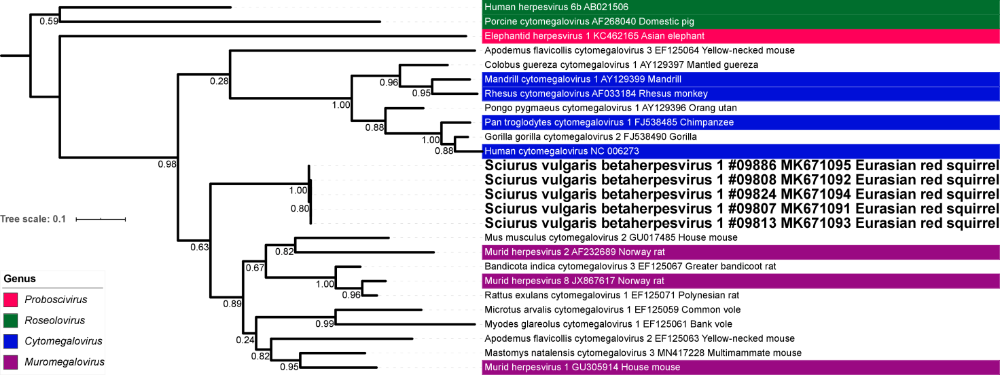 Human herpesvirus 6b AB021506
0.59
Porcine cytomegalovirus AF268040 Domestic pig
Elephantid herpesvirus 1 KC462165 Asian elephant
Apodemus flavicollis cytomegalovirus 3 EF125064 Yellow-necked mouse
Colobus guereza cytomegalovirus 1 AY129397 Mantled guereza
0.28
0.96
Mandrill cytomegalovirus 1 AY129399 Mandrill
0.95
Rhesus cytomegalovirus AF033184 Rhesus monkey
1.00
Pongo pygmaeus cytomegalovirus 1 AY129396 Orang utan
0.88
Pan troglodytes cytomegalovirus 1 FJ538485 Chimpanzee
1.00
Gorilla gorilla cytomegalovirus 2 FJ538490 Gorilla
0.88
Human cytomegalovirus NC 006273
0.98
Sciurus vulgaris betaherpesvirus 1 #09886 MK671095 Eurasian red squirrel
Sciurus vulgaris betaherpesvirus 1 #09808 MK671092 Eurasian red squirrel
1.00
Sciurus vulgaris betaherpesvirus 1 #09824 MK671094 Eurasian red squirrel
0.80
Sciurus vulgaris betaherpesvirus 1 #09807 MK671091 Eurasian red squirrel
Tree scale: 0.1
Sciurus vulgaris betaherpesvirus 1 #09813 MK671093 Eurasian red squirrel
Mus musculus cytomegalovirus 2 GU017485 House mouse
0.63
0.82
Murid herpesvirus 2 AF232689 Norway rat
0.67
Bandicota indica cytomegalovirus 3 EF125067 Greater bandicoot rat
1.00
Murid herpesvirus 8 JX867617 Norway rat
0.96
Rattus exulans cytomegalovirus 1 EF125071 Polynesian rat
0.89
Microtus arvalis cytomegalovirus 1 EF125059 Common vole
0.99
Myodes glareolus cytomegalovirus 1 EF125061 Bank vole
0.24
Apodemus flavicollis cytomegalovirus 2 EF125063 Yellow-necked mouse
0.82
Mastomys natalensis cytomegalovirus 3 MN417228 Multimammate mouse
0.95
Murid herpesvirus 1 GU305914 House mouse
Genus
Proboscivirus
Roseolovirus
Cytomegalovirus
Muromegalovirus